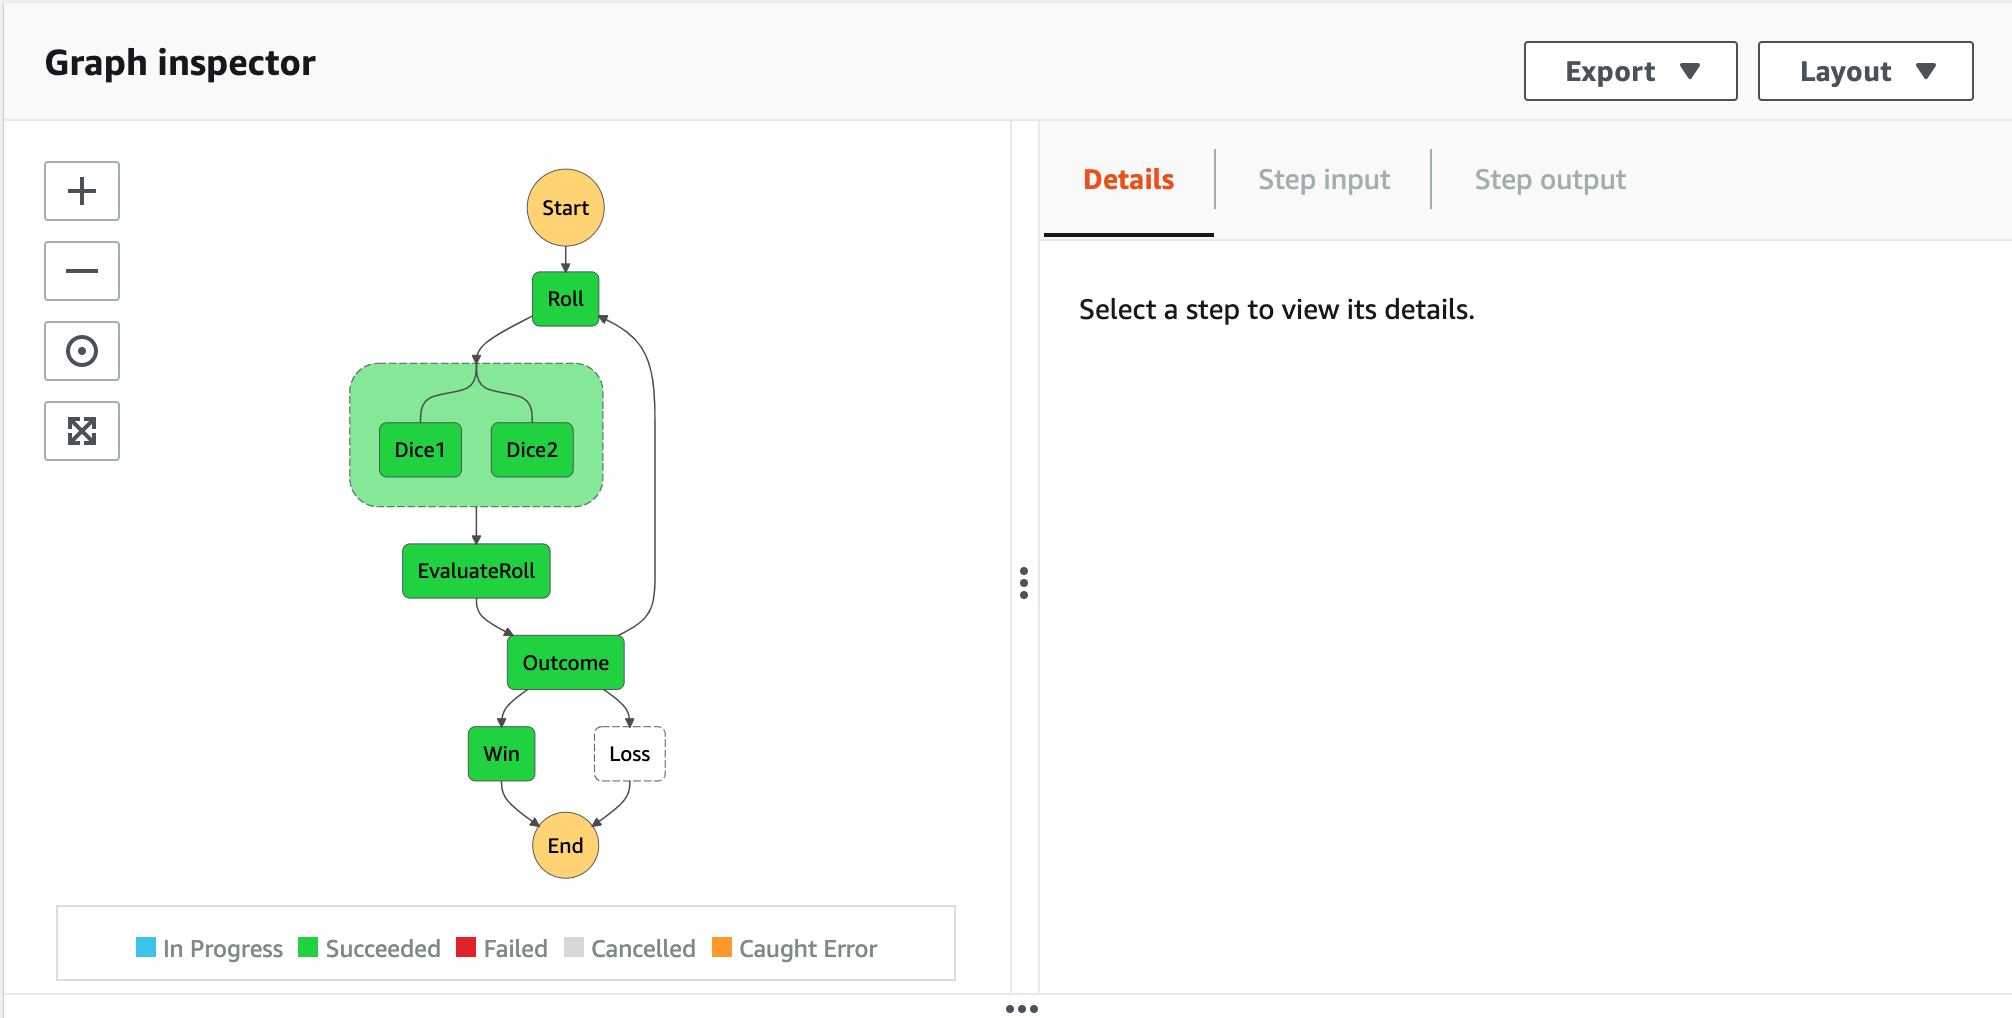 Graph inspector
Export
Layout
Details
Step input
Step output
Select a step to view its details.
Start
Roll
Dice1
Dice2
EvaluateRoll
Outcome
Win
Loss
End
In Progress
Succeeded
Failed
Cancelled
Caught Error